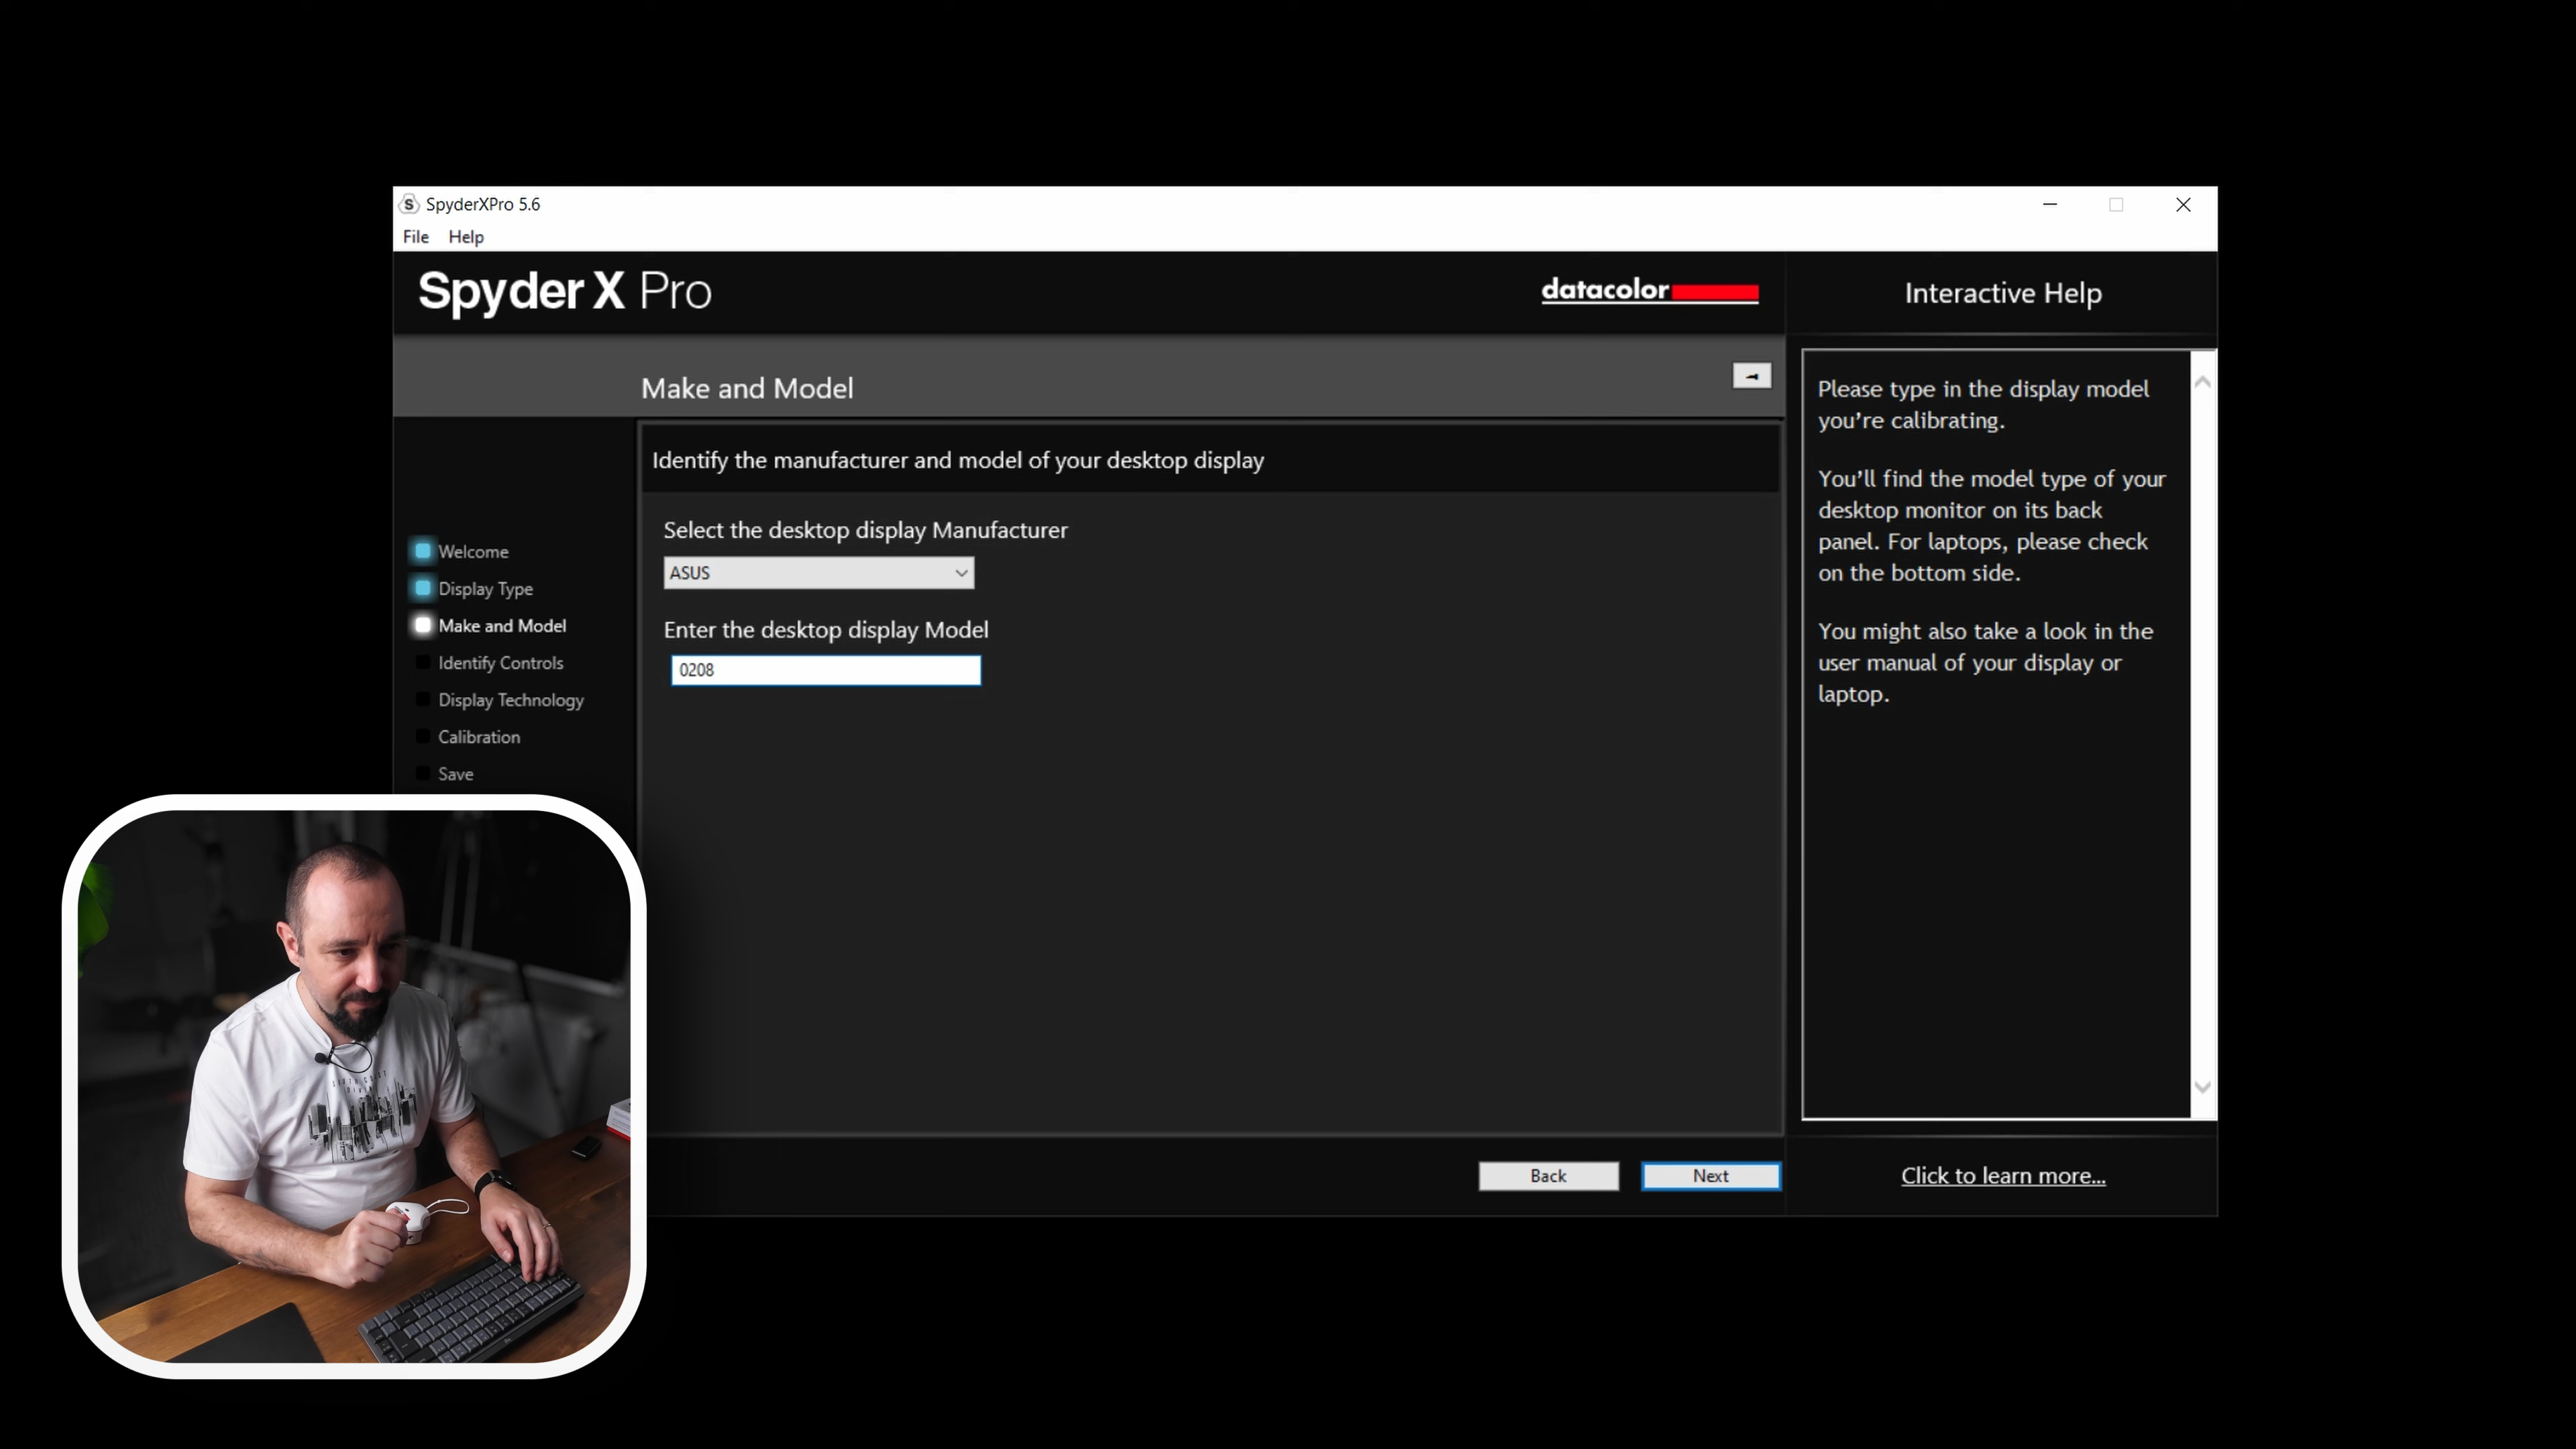 SpyderXPro 5.6
File Help
Spyder X Pro
datacolor
Interactive Help
Make and Model
Identify the manufacturer and model of your desktop display
Select the desktop display Manufacturer
ASUS
Enter the desktop display Model
0208
Welcome
Display Type
Make and Model
Identify Controls
Display Technology
Calibration
Save
Please type in the display model
you’re calibrating.
You’ll find the model type of your
desktop monitor on its back
panel. For laptops, please check
on the bottom side.
You might also take a look in the
user manual of your display or
laptop.
Back
Next
Click to learn more...